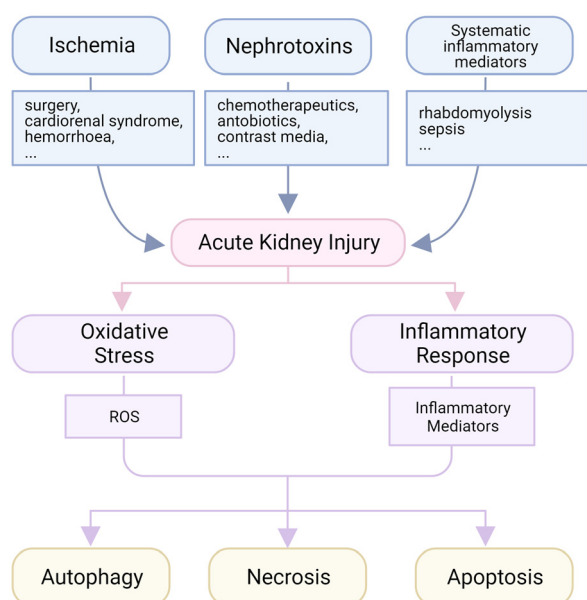 Ischemia
surgery,
cardiorenal syndrome,
hemorrhoea,
...
Nephrotoxins
chemotherapeutics,
antobiotics,
contrast media,
...
Systematic
inflammatory
mediators
rhabdomyolysis
sepsis
...
Acute Kidney Injury
Oxidative
Stress
ROS
Inflammatory
Response
Inflammatory
Mediators
Autophagy
Necrosis
Apoptosis